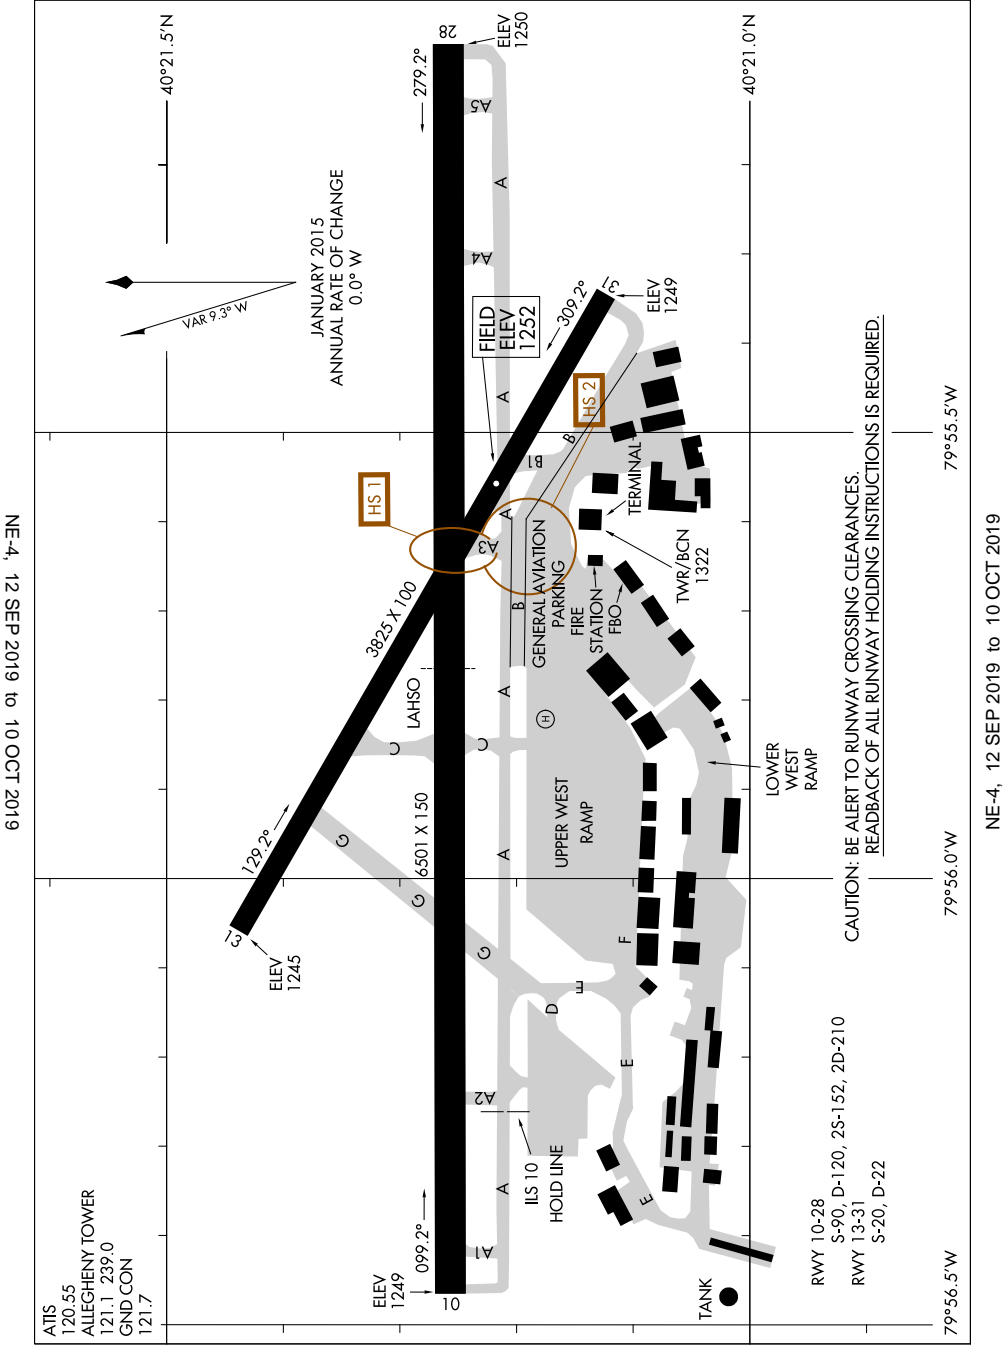 ATIS
120.55
ALLEGHENY TOWER
121.1 239.0
GND CON
121.7
40°21.5'N
40°21.0'N
VAR 9.3° W
JANUARY 2015
ANNUAL RATE OF CHANGE
0.0° W
28
ELEV
1250
279.2°
A5
A
A4
FIELD
ELEV
1252
309.2°
31
ELEV
1249
A
HS 2
B
B1
HS 1
A
A3
3825 X 100
B
GENERAL AVIATION
PARKING
FIRE
STATION
FBO
TERMINAL
TWR/BCN
1322
LAHSO
A
C
C
H
129.2°
G
6501 X 150
A
UPPER WEST
RAMP
LOWER
WEST
RAMP
13
ELEV
1245
G
G
F
E
D
E
A2
ILS 10
HOLD LINE
A
E
099.2°
A1
ELEV
1249
10
TANK
79°55.5'W
79°56.0'W
79°56.5'W
CAUTION: BE ALERT TO RUNWAY CROSSING CLEARANCES.
READBACK OF ALL RUNWAY HOLDING INSTRUCTIONS IS REQUIRED.
RWY 10-28
S-90, D-120, 2S-152, 2D-210
RWY 13-31
S-20, D-22
NE-4, 12 SEP 2019 to 10 OCT 2019
NE-4, 12 SEP 2019 to 10 OCT 2019